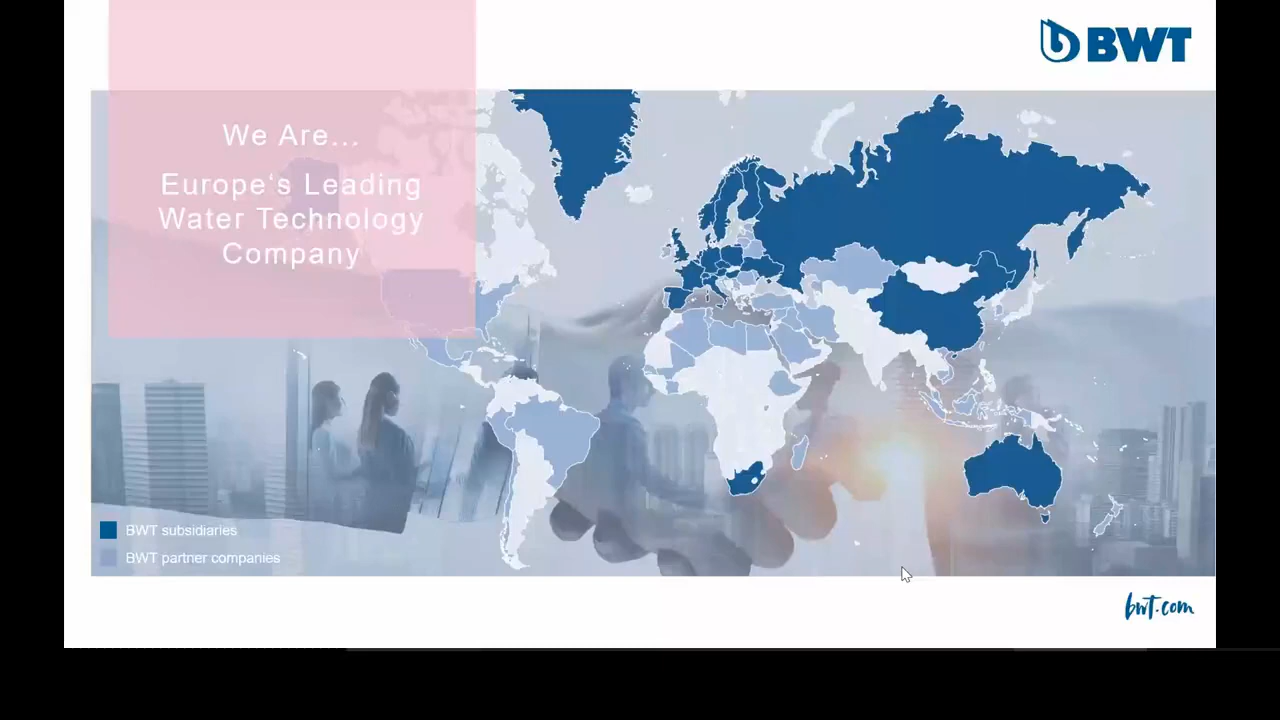 BWT
We Are...
Europe‘s Leading
Water Technology
Company
BWT subsidiaries
BWT partner companies
bwt.com